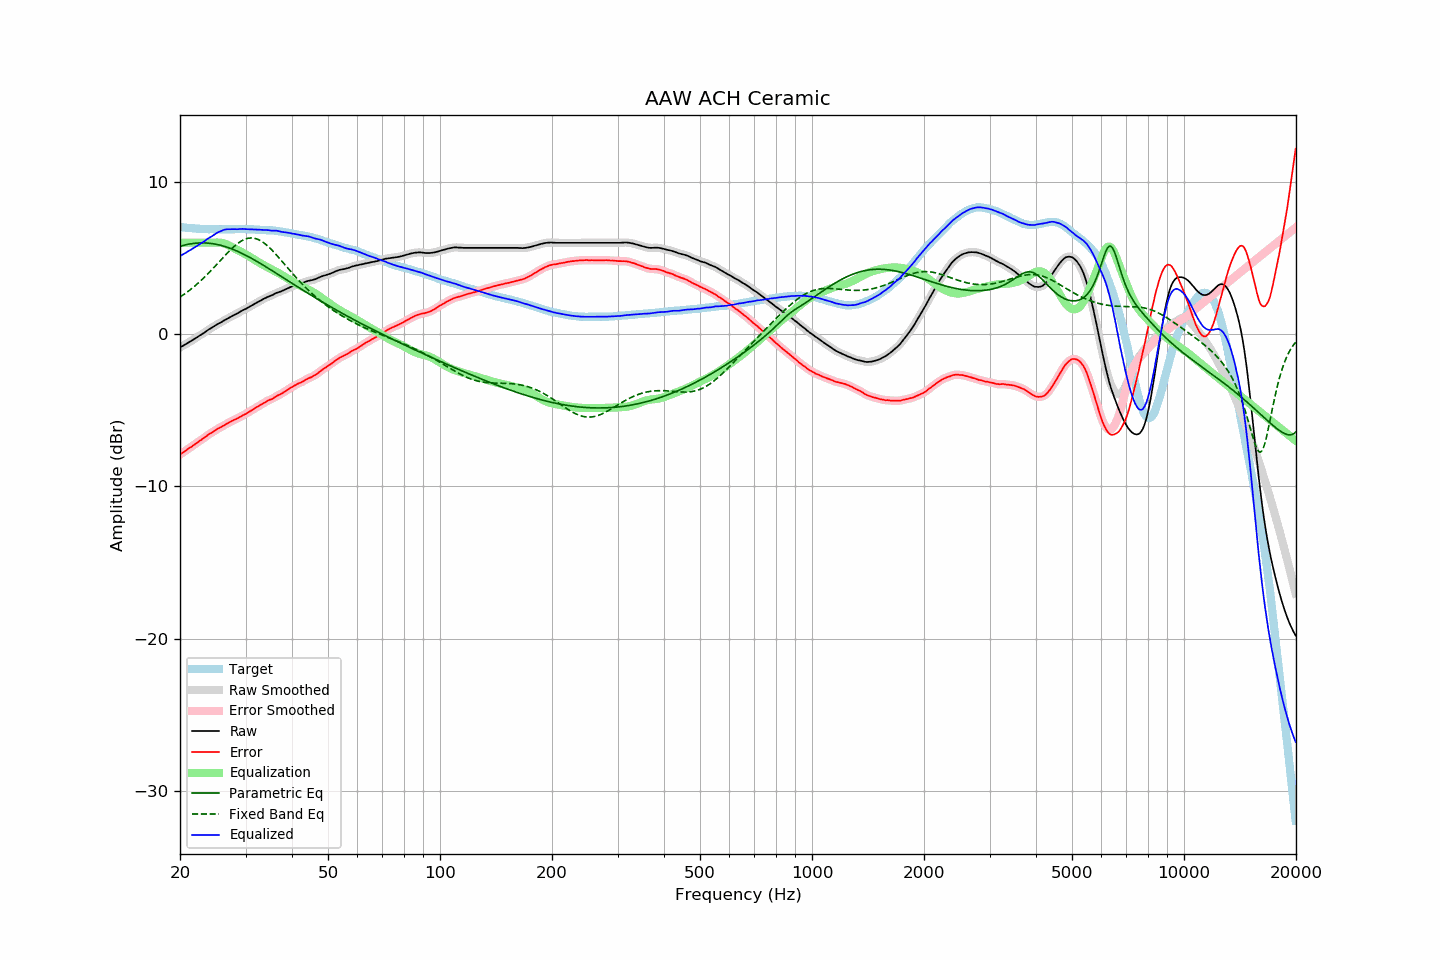 AAW ACH Ceramic
Amplitude (dBr)
10
0
−10
−20
−30
Target
Raw Smoothed
Error Smoothed
Raw
Error
Equalization
Parametric Eq
Fixed Band Eq
Equalized
20 50 100 200 500 1000 2000 5000 10000 20000
Frequency (Hz)